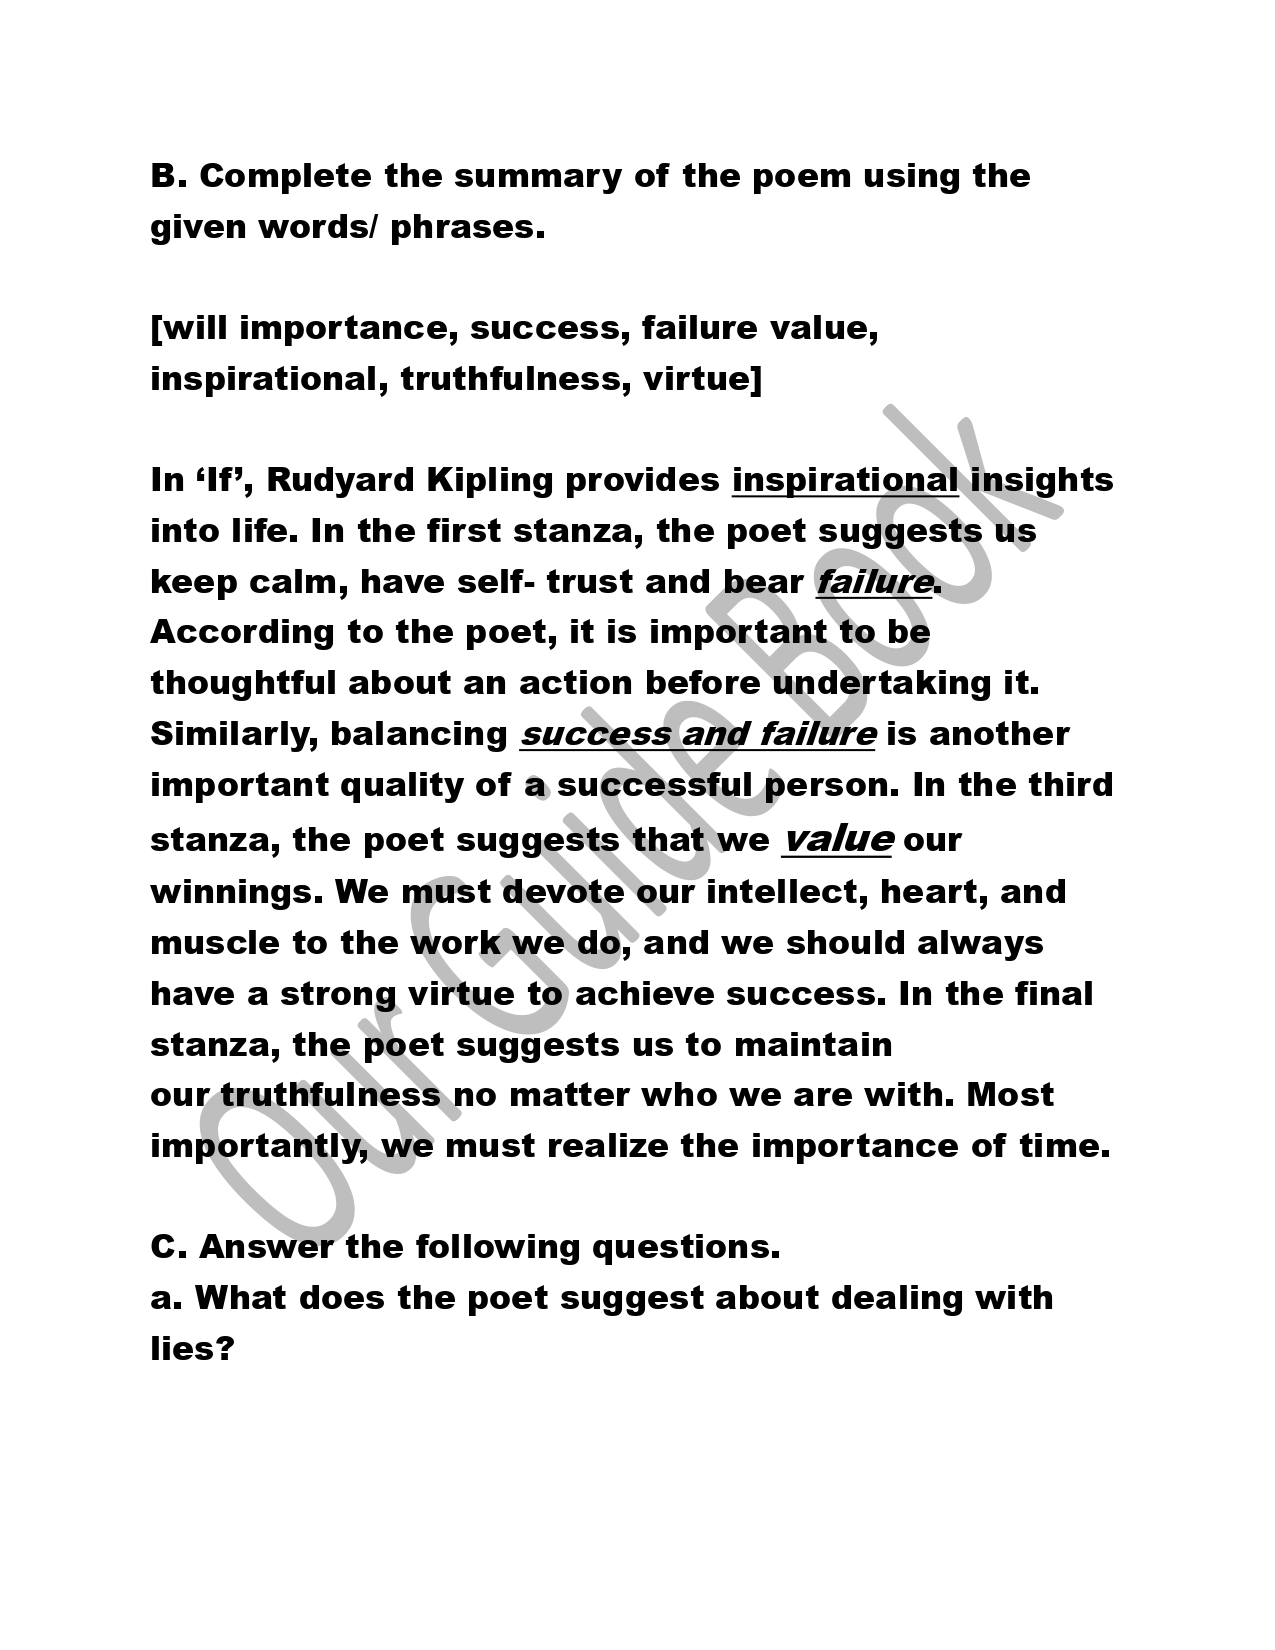 B. Complete the summary of the poem using the
given words/ phrases.
[will importance, success, failure value,
inspirational, truthfulness, virtue]
In ‘If’, Rudyard Kipling provides inspirational insights
into life. In the first stanza, the poet suggests us
keep calm, have self- trust and bear failure.
According to the poet, it is important to be
thoughtful about an action before undertaking it.
Similarly, balancing success and failure is another
important quality of a successful person. In the third
stanza, the poet suggests that we value our
winnings. We must devote our intellect, heart, and
muscle to the work we do, and we should always
have a strong virtue to achieve success. In the final
stanza, the poet suggests us to maintain
our truthfulness no matter who we are with. Most
importantly, we must realize the importance of time.
C. Answer the following questions.
a. What does the poet suggest about dealing with
lies?
Our Guide Book